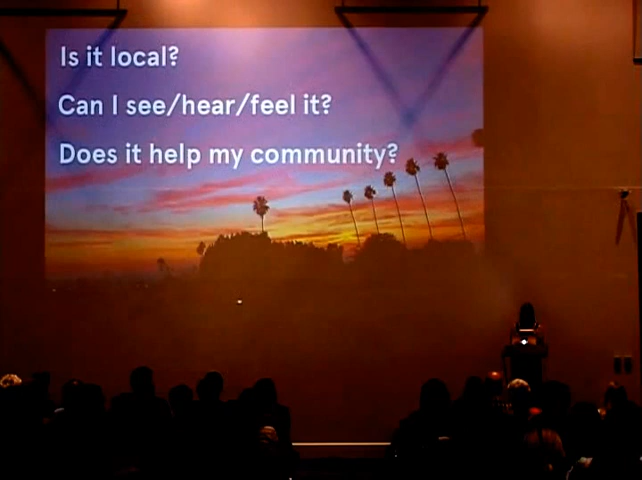 Is it local?
Can I see/hear/feel it?
Does it help my community?